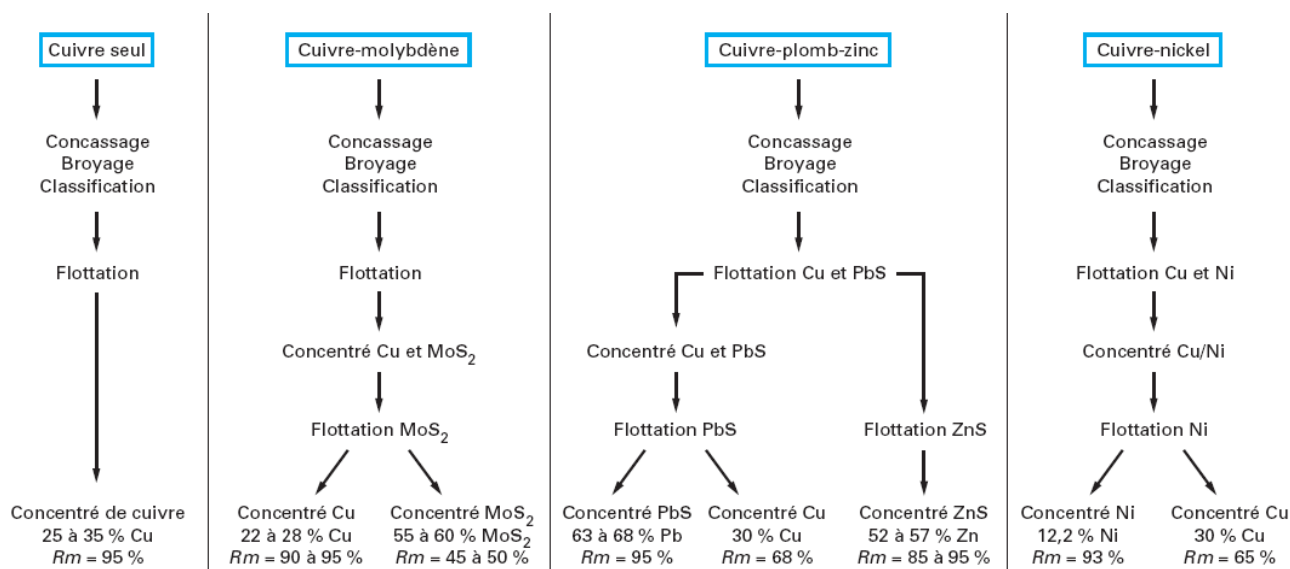 Cuivre seul
Concassage
Broyage
Classification
Flottation
Concentré de cuivre
25 à 35 % Cu
Rm = 95 %
Cuivre-molybdène
Concassage
Broyage
Classification
Flottation
Concentré Cu et MoS2
Flottation MoS2
Concentré Cu
22 à 28 % Cu
Rm = 90 à 95 %
Concentré MoS2
55 à 60 % MoS2
Rm = 45 à 50 %
Cuivre-plomb-zinc
Concassage
Broyage
Classification
Flottation Cu et PbS
Concentré Cu et PbS
Flottation PbS
Concentré PbS
63 à 68 % Pb
Rm = 95 %
Concentré Cu
30 % Cu
Rm = 68 %
Flottation ZnS
Concentré ZnS
52 à 57 % Zn
Rm = 85 à 95 %
Cuivre-nickel
Concassage
Broyage
Classification
Flottation Cu et Ni
Concentré Cu/Ni
Flottation Ni
Concentré Ni
12,2 % Ni
Rm = 93 %
Concentré Cu
30 % Cu
Rm = 65 %